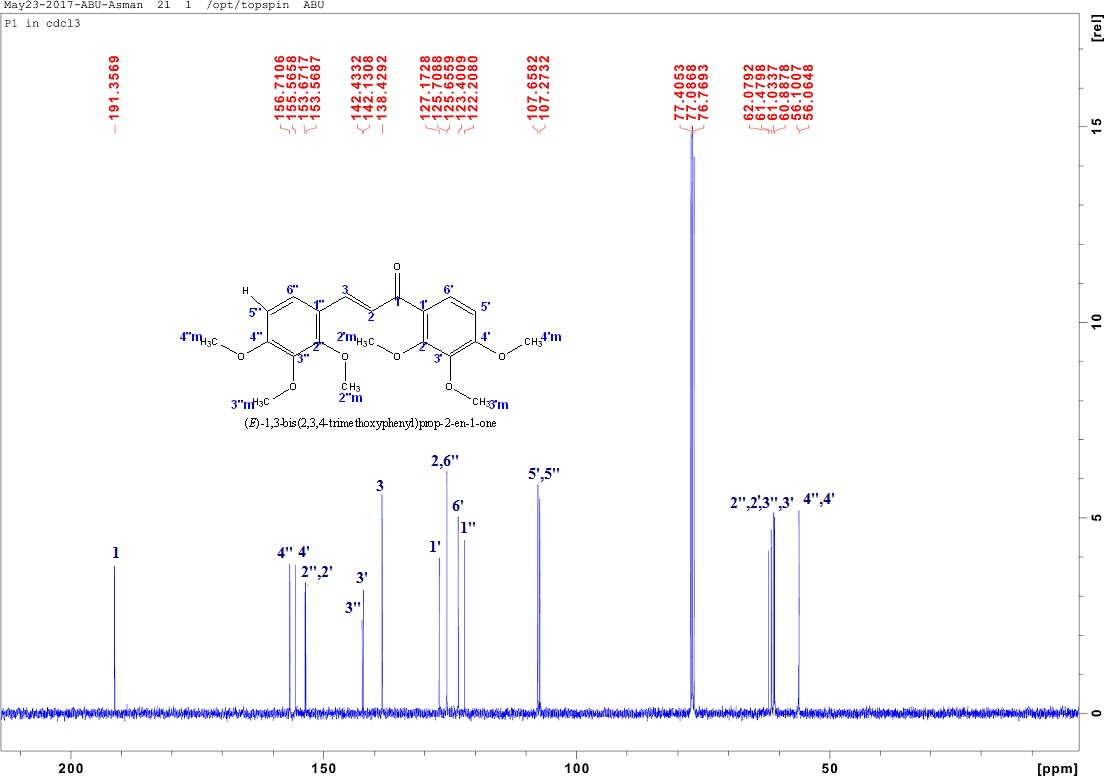 May23-2017-ABU-Asman 21 1 /opt/topspin ABU
P1 in cdcl3
[rel]
191.3569
156.7106
155.5658
153.6717
153.5687
142.4332
142.1308
138.4292
127.1728
125.7088
125.6559
123.4009
122.2080
107.6582
107.2732
77.4053
77.0868
76.7693
62.0792
61.4798
61.0337
60.8878
56.1007
56.0648
15
10
5
0
O
H
6''
3
1
6'
5''
1''
2
1'
5'
4''m
H₃C
4''
2'm
H₃C
2'
4'
CH₃
4'm
O
3''
2''
O
O
3'
O
O
CH₃
O
3''m
H₃C
2''m
CH₃
3'm
(E)-1,3-bis(2,3,4-trimethoxyphenyl)prop-2-en-1-one
1
4'' 4'
2'',2'
3'
3''
3
1'
2,6''
6'
1''
5',5''
2'',2',3'',3'
4'',4'
200
150
100
50
[ppm]